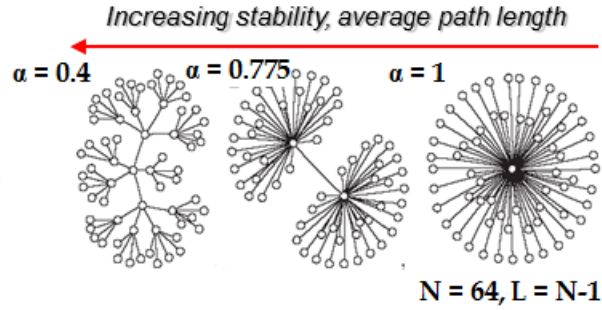 Increasing stability, average path length
α = 0.4
α = 0.775
α = 1
N = 64, L = N-1